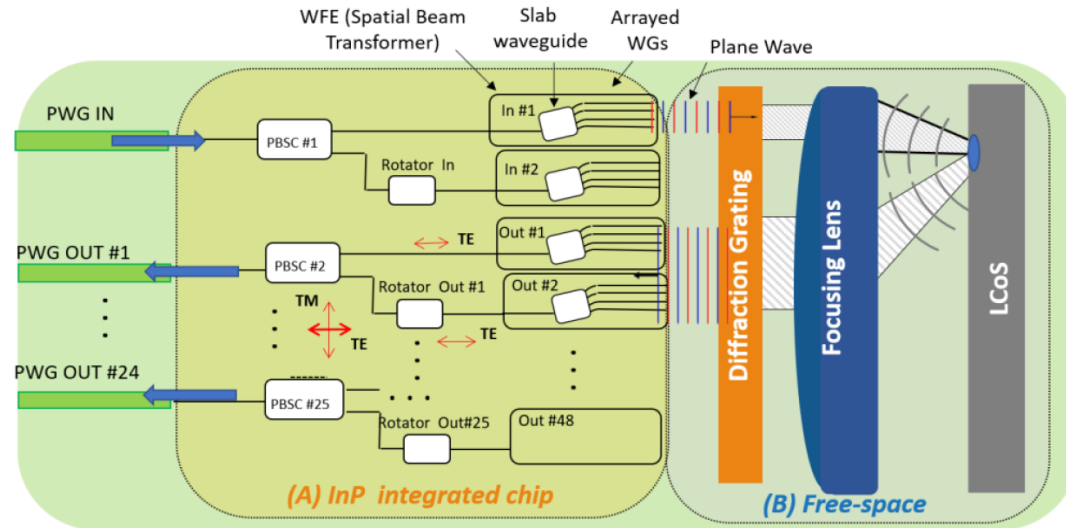 WFE (Spatial Beam
Transformer)
Slab
waveguide
Arrayed
WGs
Plane Wave
PWG IN
PBSC #1
Rotator In
In #1
In #2
PWG OUT #1
PBSC #2
TE
Rotator Out #1
Out #1
Out #2
TM
TE
TE
PWG OUT #24
PBSC #25
Rotator Out#25
Out #48
Diffraction Grating
Focusing Lens
LCoS
(A) InP integrated chip
(B) Free-space